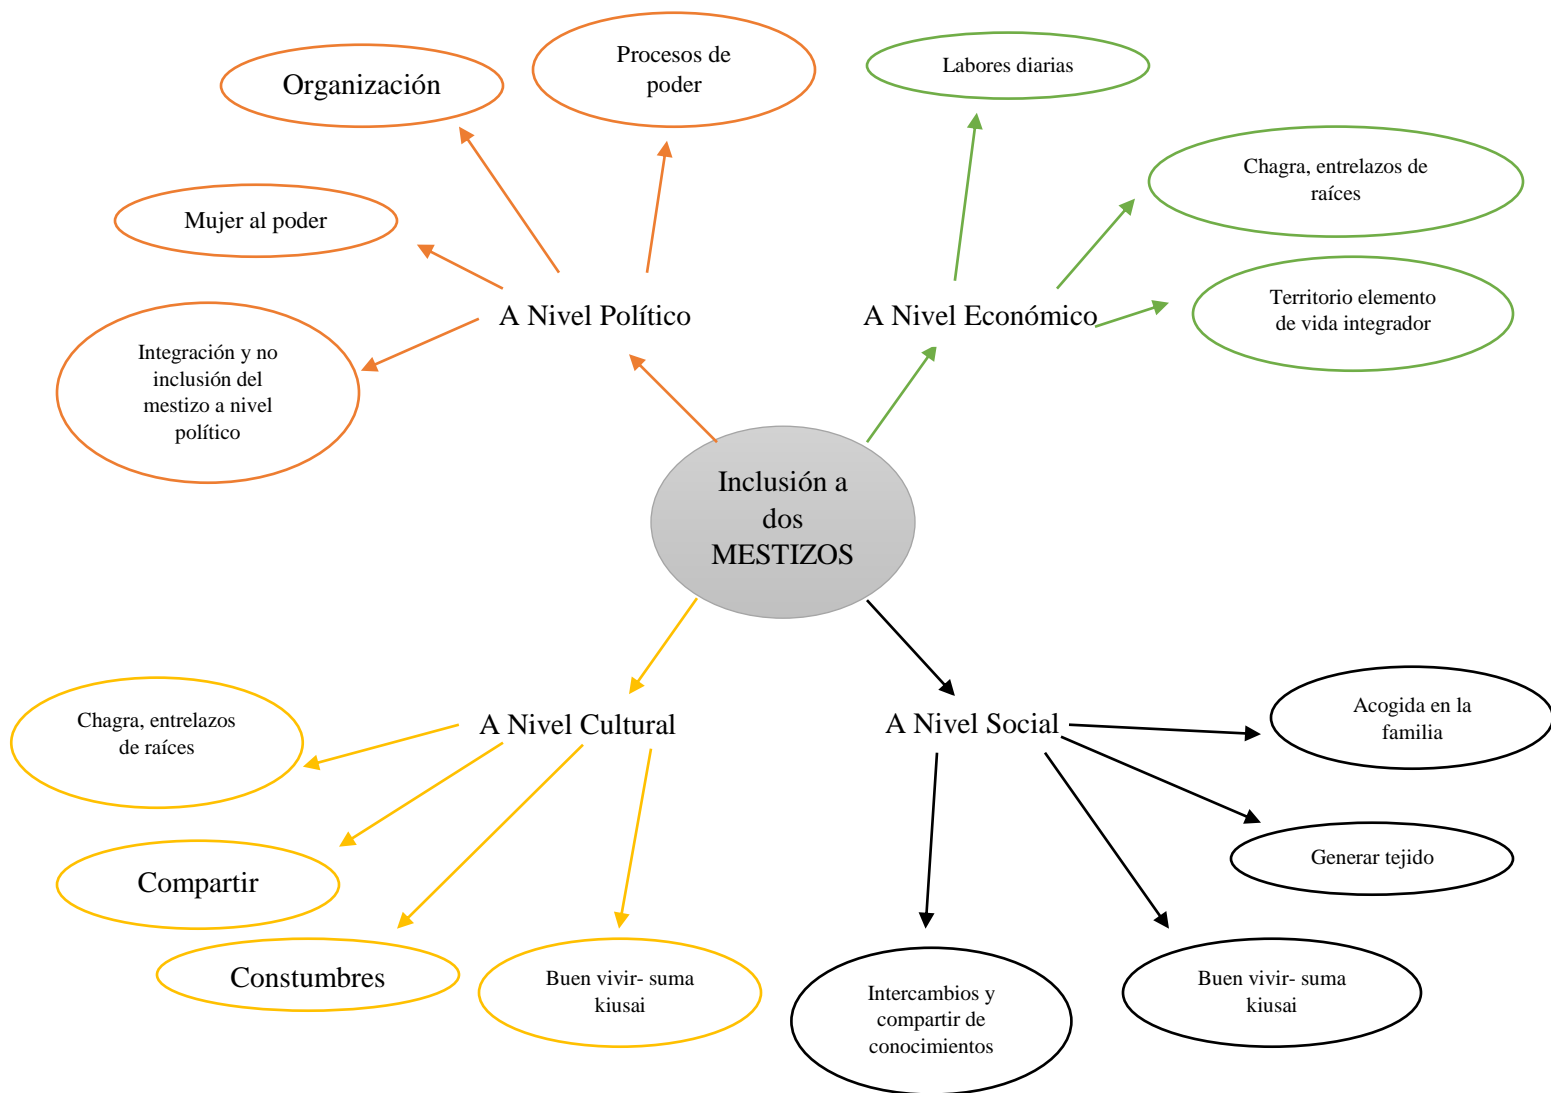 Organización
Procesos de
poder
Labores diarias
Mujer al poder
Chagra, entrelazos de
raíces
A Nivel Político
A Nivel Económico
Territorio elemento
de vida integrador
Integración y no
inclusión del
mestizo a nivel
político
Inclusión a
dos
MESTIZOS
Chagra, entrelazos
de raíces
A Nivel Cultural
A Nivel Social
Acogida en la
familia
Compartir
Generar tejido
Constumbres
Buen vivir- suma
kiusai
Intercambios y
compartir de
conocimientos
Buen vivir- suma
kiusai